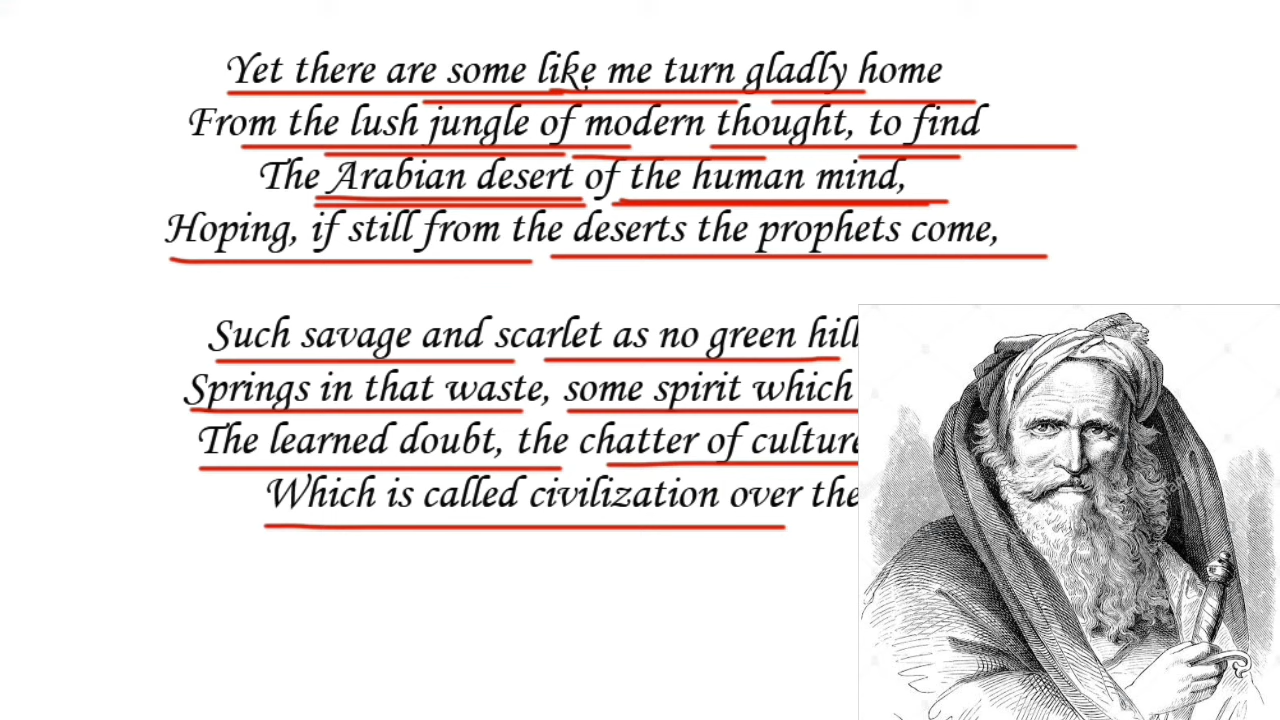 Yet there are some like me turn gladly home
From the lush jungle of modern thought, to find
The Arabian desert of the human mind,
Hoping, if still from the deserts the prophets come,
Such savage and scarlet as no green hill
Springs in that waste, some spirit which
The learned doubt, the chatter of culture
Which is called civilization over the